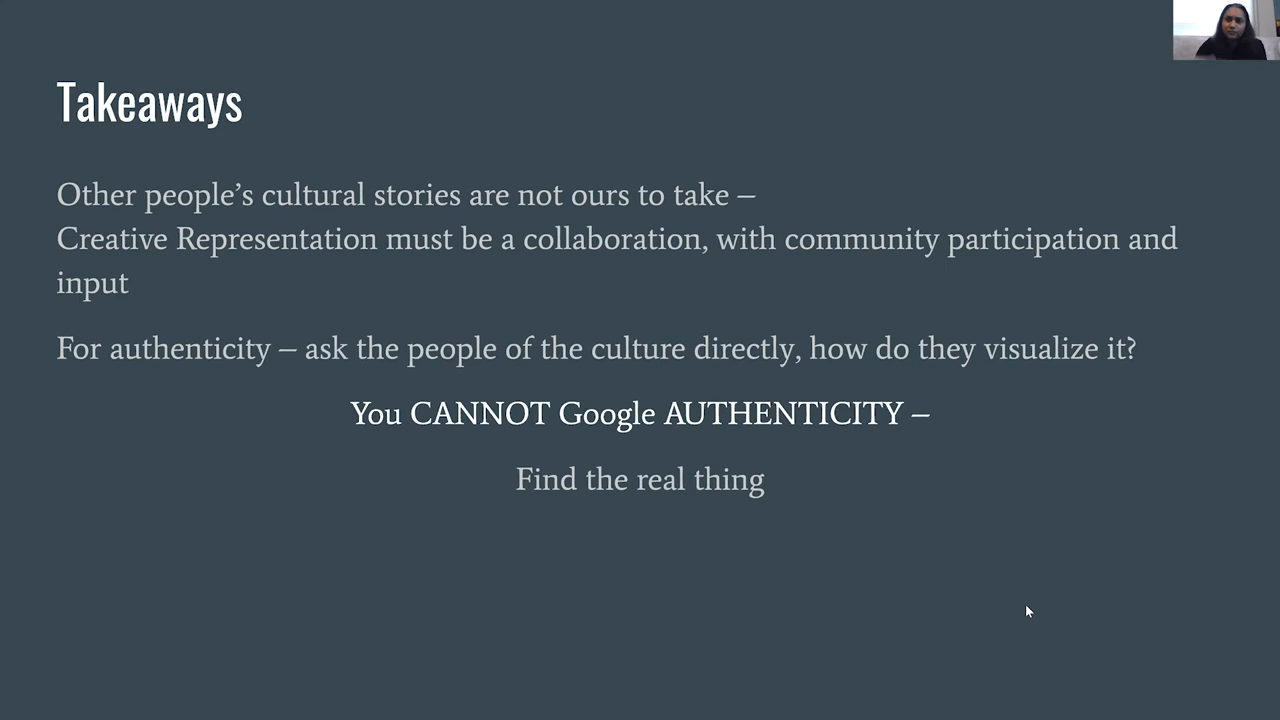 Takeaways
Other people’s cultural stories are not ours to take –
Creative Representation must be a collaboration, with community participation and
input
For authenticity – ask the people of the culture directly, how do they visualize it?
You CANNOT Google AUTHENTICITY –
Find the real thing